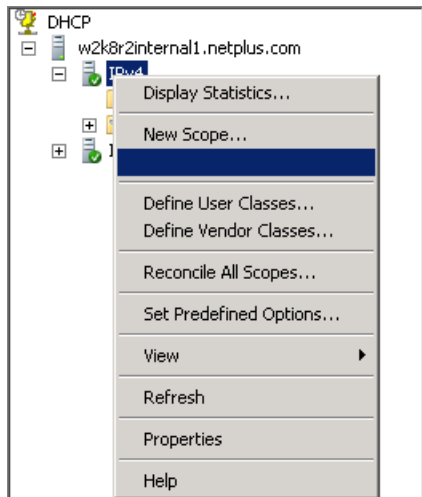 DHCP
w2k8r2internal1.netplus.com
IPv4
Display Statistics...
New Scope...
Define User Classes...
Define Vendor Classes...
Reconcile All Scopes...
Set Predefined Options...
View
Refresh
Properties
Help